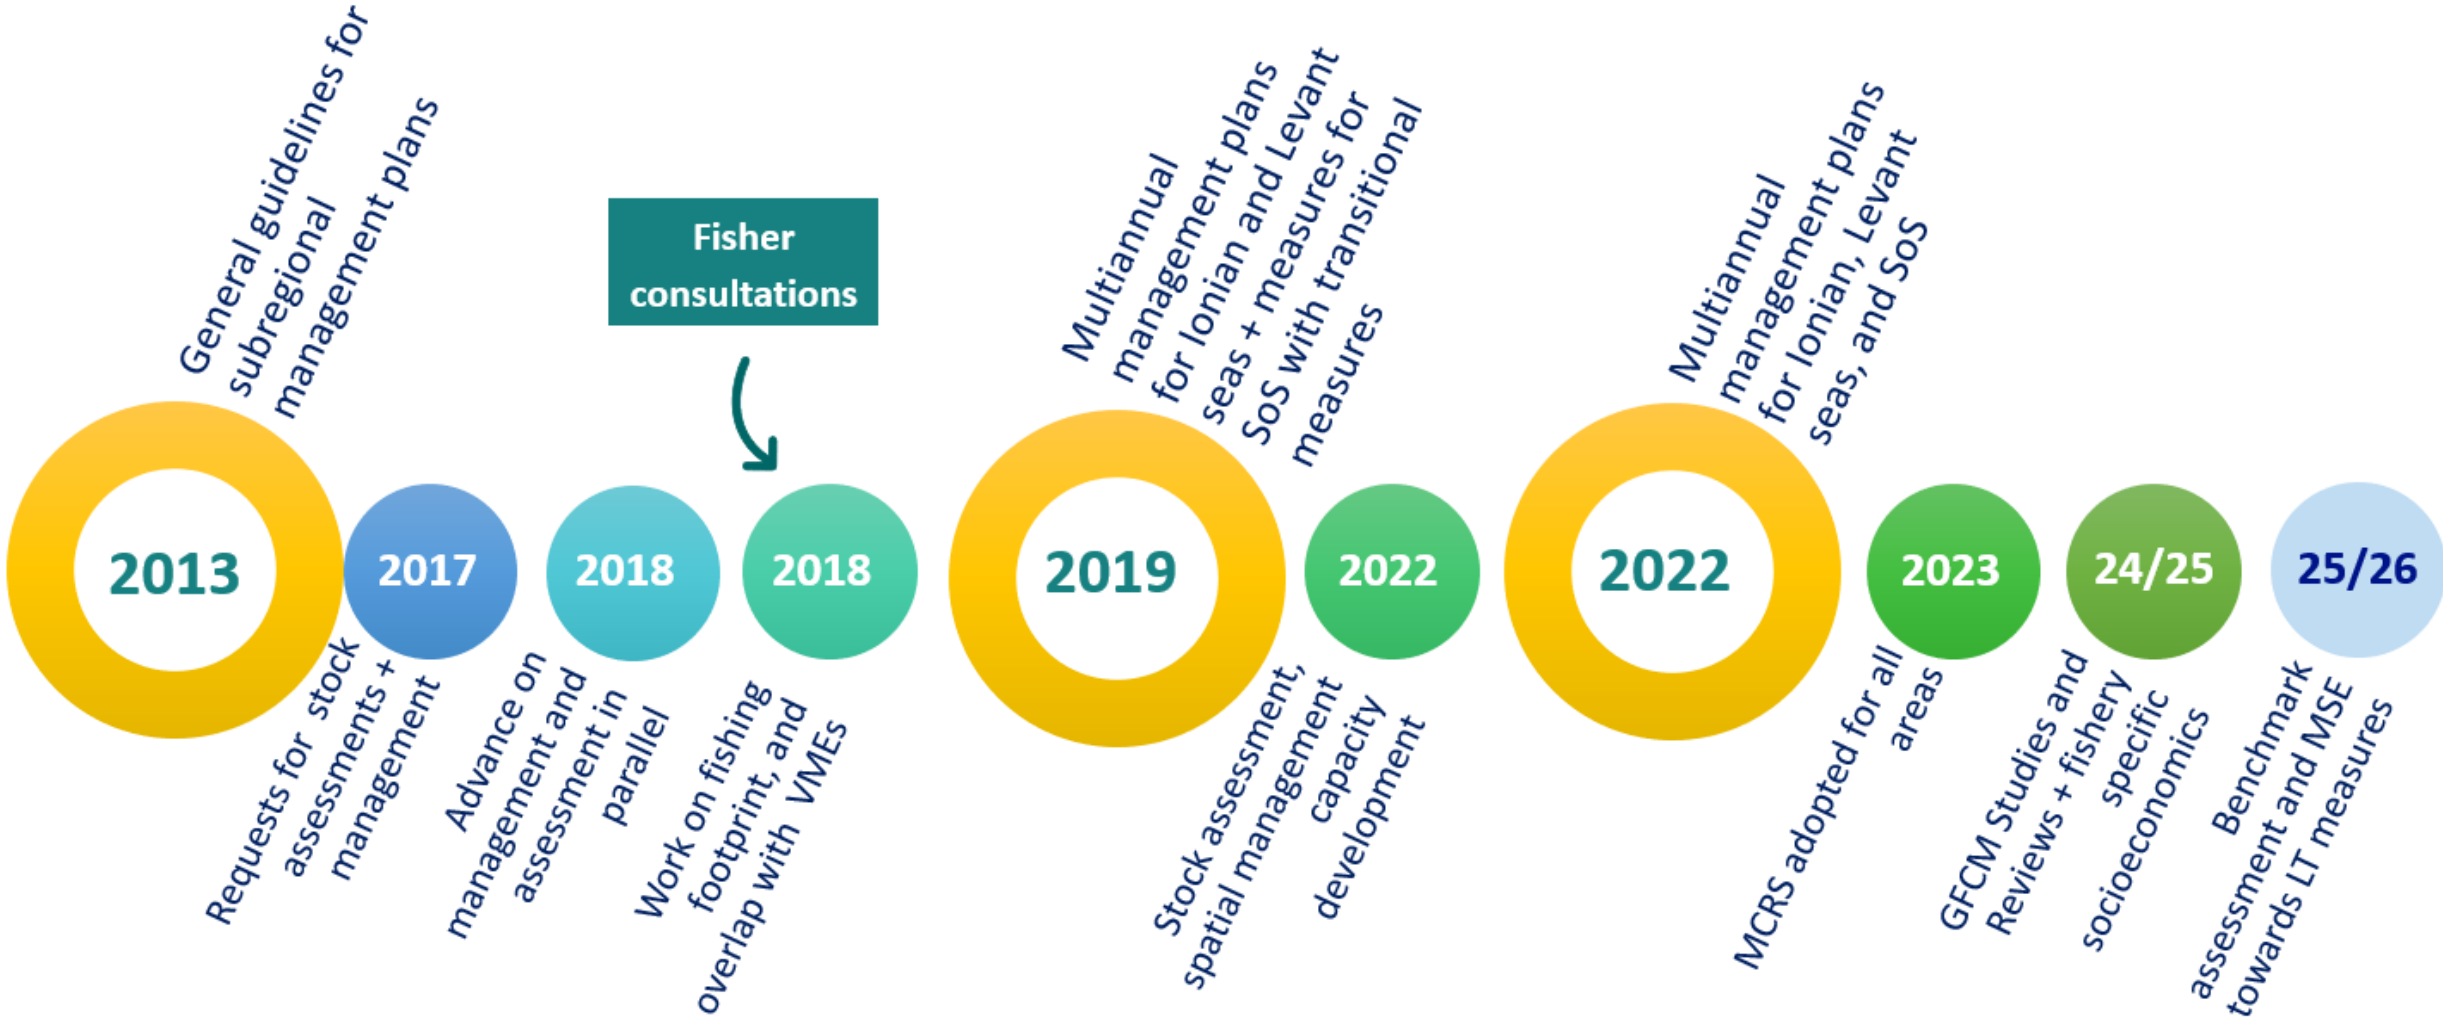 General guidelines for
subregional
management plans
2013
Requests for stock
assessments +
management
2017
Advance on
management and
assessment in
parallel
2018
Fisher
consultations
Work on fishing
footprint, and
overlap with VMEs
2018
Multiannual
management plans
for Ionian and Levant
seas + measures for
SoS with transitional
measures
2019
Stock assessment,
spatial management
capacity
development
2022
Multiannual
management plans
for Ionian, Levant
seas, and SoS
2022
MCRS adopted for all
areas
2023
GFCM Studies and
Reviews + fishery
specific
socioeconomics
24/25
Benchmark
assessment and MSE
towards LT measures
25/26